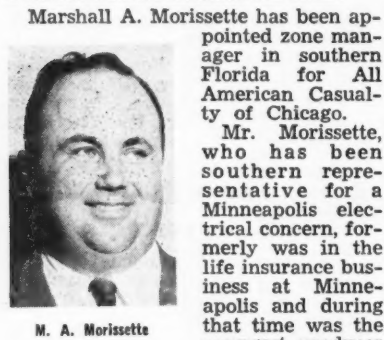 Marshall A. Morissette has been ap-
pointed zone man-
ager in southern
Florida for All
American Casual-
ty of Chicago.
Mr. Morissette,
who has been
southern repre-
sentative for a
Minneapolis elec-
trical concern, for-
merly was in the
life insurance bus-
iness at Minne-
apolis and during
that time was the
M. A. Morissette